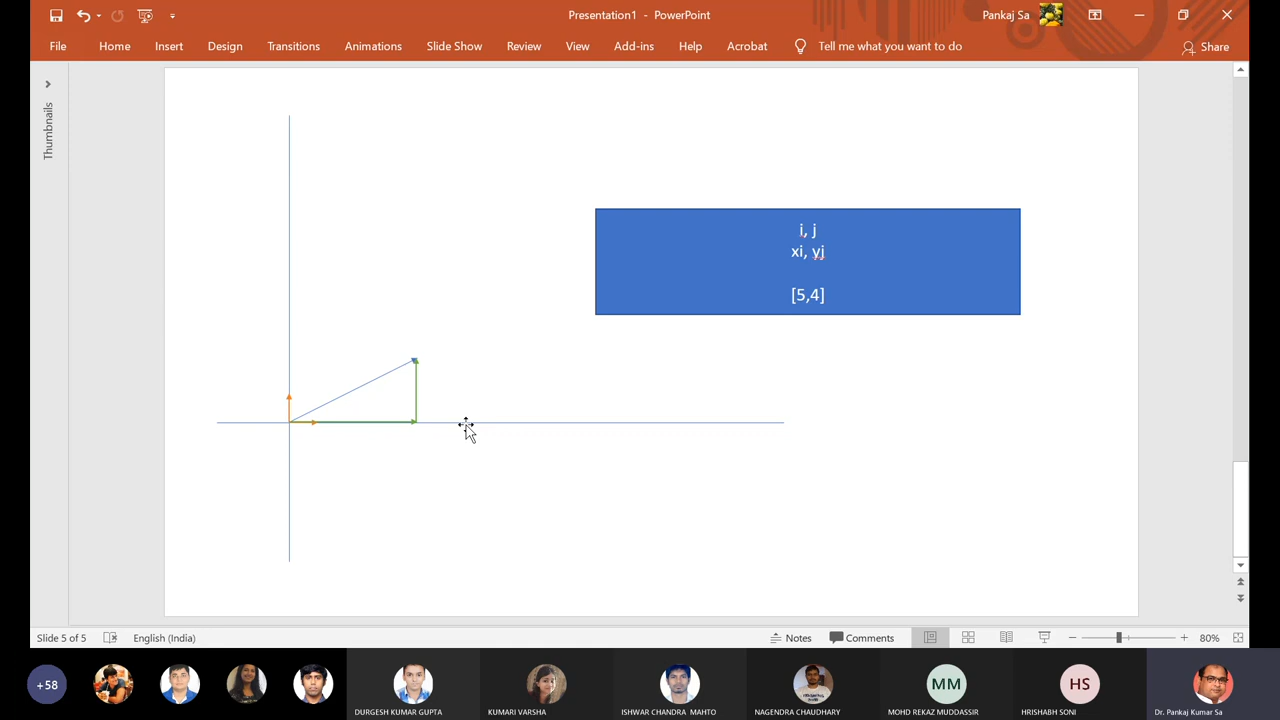 Presentation1 - PowerPoint
Pankaj Sa
File Home Insert Design Transitions Animations Slide Show Review View Add-ins Help Acrobat Tell me what you want to do Share
Thumbnails
i, j
xi, yj
[5,4]
Slide 5 of 5 English (India) Notes Comments 80%
+58 MM HS
DURGESH KUMAR GUPTA KUMARI VARSHA ISHWAR CHANDRA MAHTO NAGENDRA CHAUDHARY MOHD REKAZ MUDDASSIR HRISHABH SONI Dr. Pankaj Kumar Sa